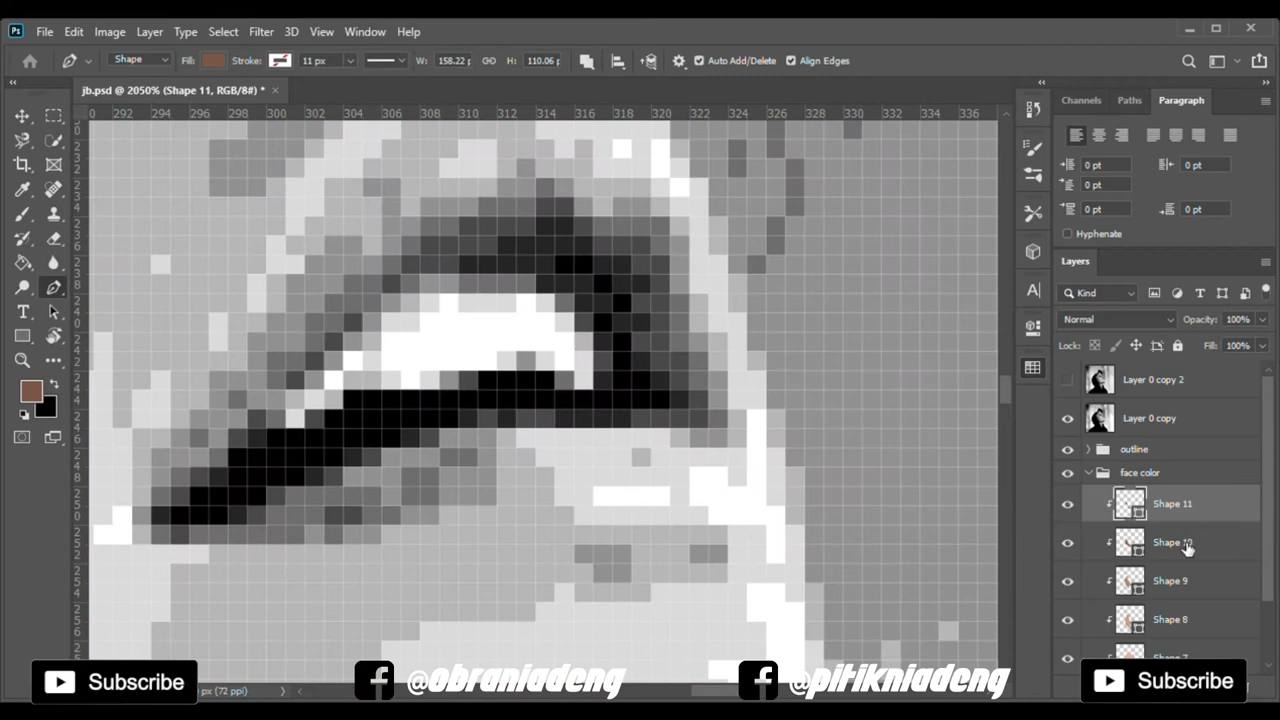 Ps File Edit Image Layer Type Select Filter 3D View Window Help
Shape Fill: Stroke: 11 px W: 158.22 p H: 110.06 p Auto Add/Delete Align Edges
jb.psd @ 2050% (Shape 11, RGB/8#) *
Channels Paths Paragraph
0 292 294 296 298 300 302 304 306 308 310 312 314 316 318 320 322 324 326 328 330 332 334 336
0 pt 0 pt
0 pt
0 pt 0 pt
Hyphenate
Layers
Kind
Normal Opacity: 100%
Lock: Fill: 100%
Layer 0 copy 2
Layer 0 copy
outline
face color
Shape 11
Shape 10
Shape 9
Shape 8
Subscribe @obraniadeng @pitikniadeng Subscribe
px (72 ppi)